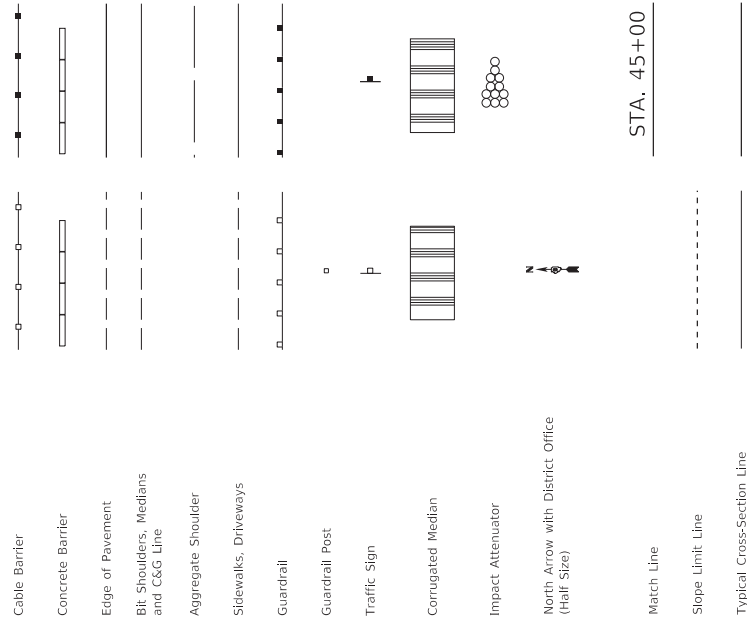 Cable Barrier
Concrete Barrier
Edge of Pavement
Bit Shoulders, Medians
and C&G Line
Aggregate Shoulder
Sidewalks, Driveways
Guardrail
Guardrail Post
Traffic Sign
Corrugated Median
Impact Attenuator
North Arrow with District Office
(Half Size)
N
Match Line
STA. 45+00
Slope Limit Line
Typical Cross-Section Line